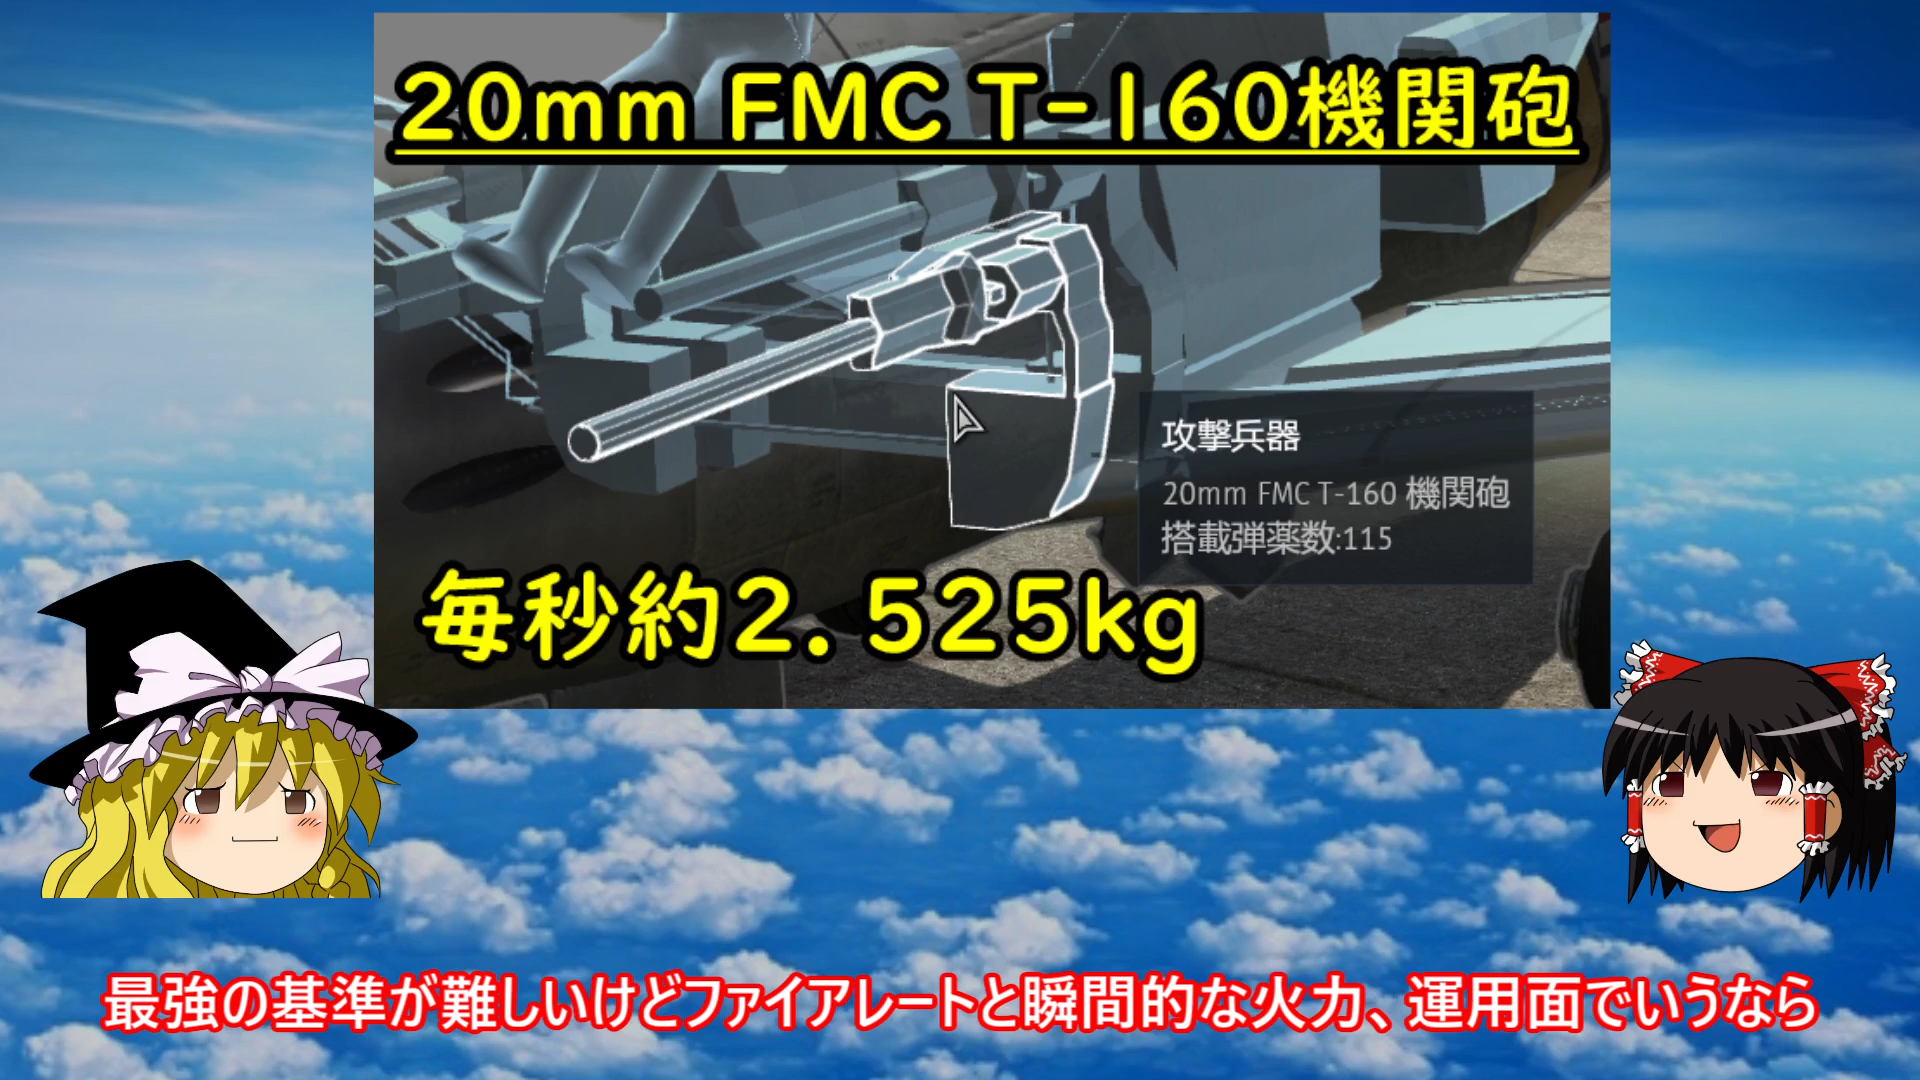 20mm FMC T-160機関砲
攻撃兵器
20mm FMC T-160 機関砲
搭載弾薬数:115
毎秒約2.525kg
最強の基準が難しいけどファイアレートと瞬間的な火力、運用面でいうなら